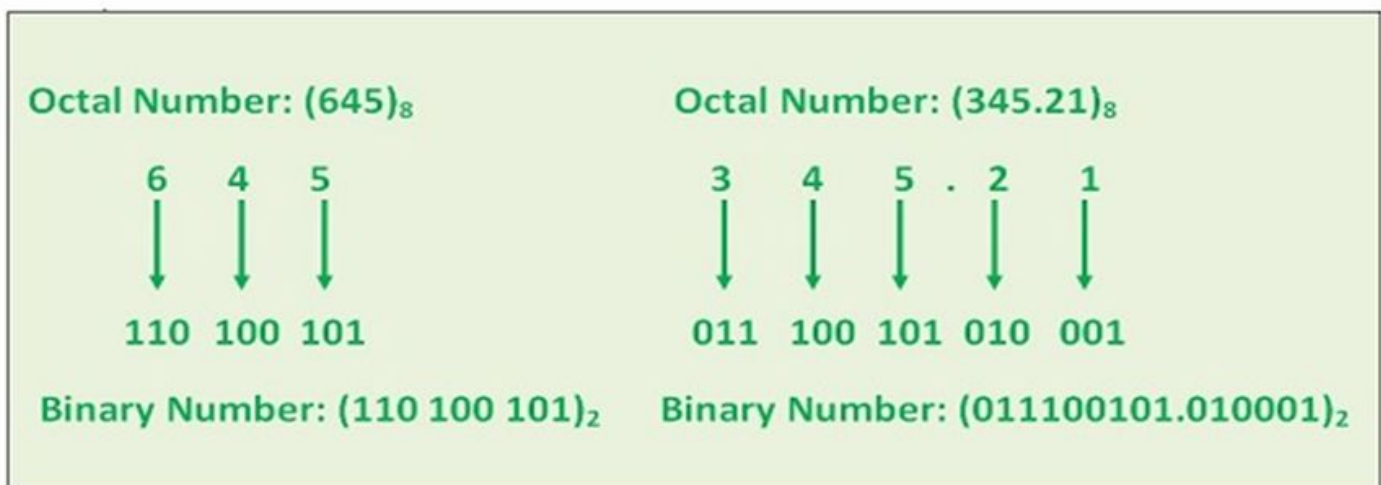 Octal Number: (645)₈
6 4 5
110 100 101
Binary Number: (110 100 101)₂
Octal Number: (345.21)₈
3 4 5 . 2 1
011 100 101 010 001
Binary Number: (011100101.010001)₂